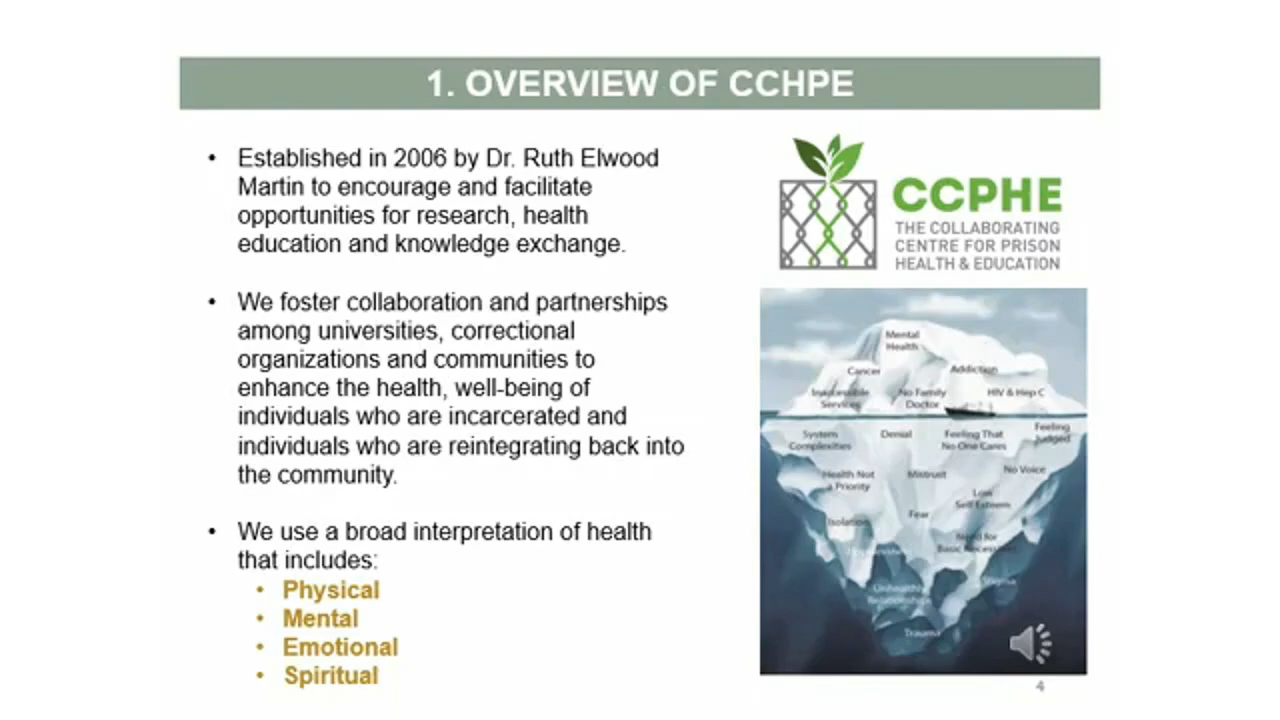 1. OVERVIEW OF CCHPE
• Established in 2006 by Dr. Ruth Elwood
Martin to encourage and facilitate
opportunities for research, health
education and knowledge exchange.
• We foster collaboration and partnerships
among universities, correctional
organizations and communities to
enhance the health, well-being of
individuals who are incarcerated and
individuals who are reintegrating back into
the community.
• We use a broad interpretation of health
that includes:
• Physical
• Mental
• Emotional
• Spiritual
CCPHE
THE COLLABORATING
CENTRE FOR PRISON
HEALTH & EDUCATION
Mental
Health
Cancer
Addiction
Inaccessible
Services
No Family
Doctor
HIV & Hep C
System
Complexities
Denial
Feeling That
No One Cares
Feeling
Judged
Health Not
a Priority
Mistrust
No Voice
Low
Self Esteem
Isolation
Fear
Need for
Basic Necessities
Stigma
Unhealthy
Relationships
Trauma
4